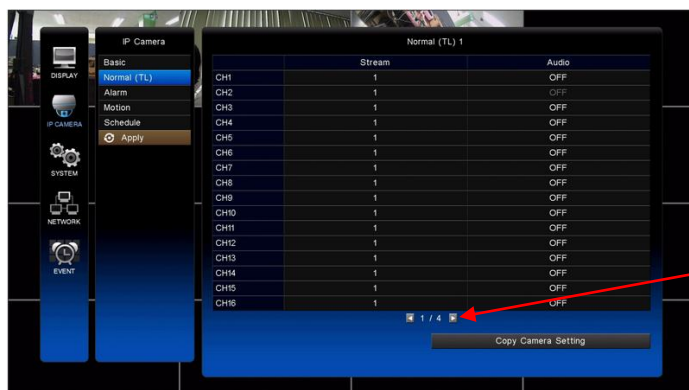 DISPLAY
IP CAMERA
SYSTEM
NETWORK
EVENT
IP Camera
Basic
Normal (TL)
Alarm
Motion
Schedule
Apply
Normal (TL) 1
Stream Audio
CH1 1 OFF
CH2 1 OFF
CH3 1 OFF
CH4 1 OFF
CH5 1 OFF
CH6 1 OFF
CH7 1 OFF
CH8 1 OFF
CH9 1 OFF
CH10 1 OFF
CH11 1 OFF
CH12 1 OFF
CH13 1 OFF
CH14 1 OFF
CH15 1 OFF
CH16 1 OFF
1 / 4
Copy Camera Setting